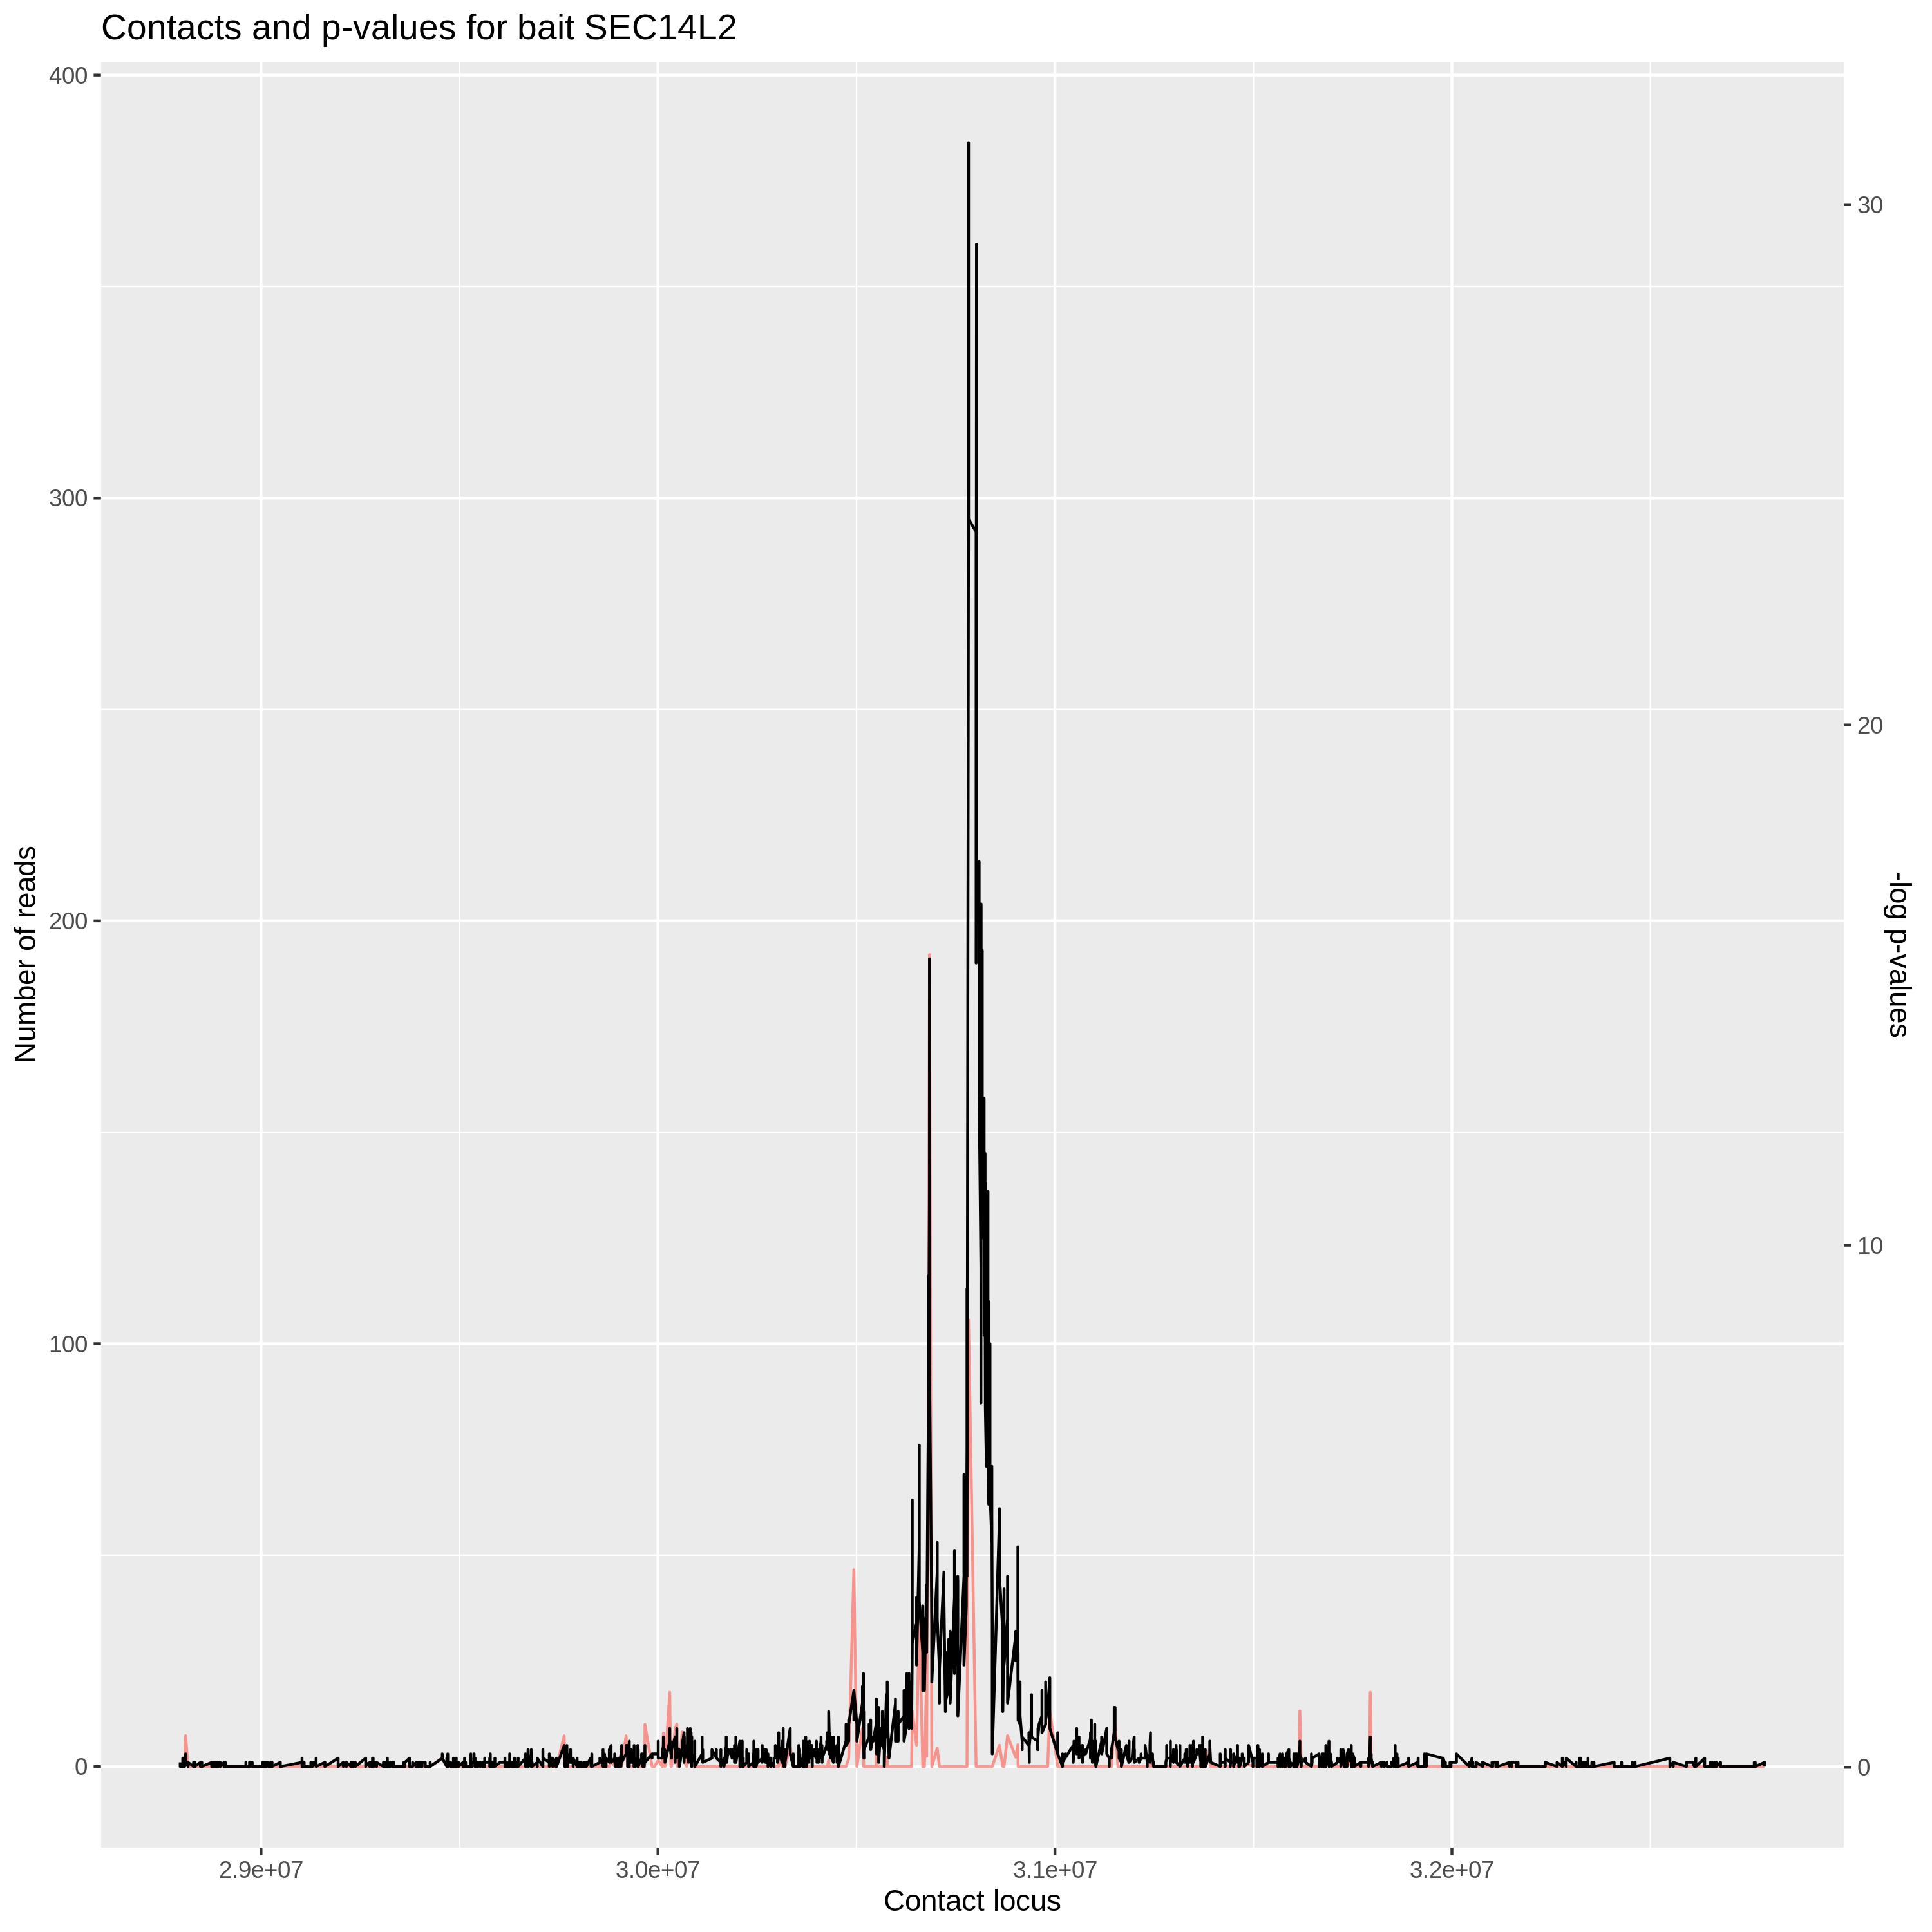 Contacts and p-values for bait SEC14L2
400
300
200
100
0
30
20
10
0
Number of reads
-log p-values
2.9e+07 3.0e+07 3.1e+07 3.2e+07
Contact locus